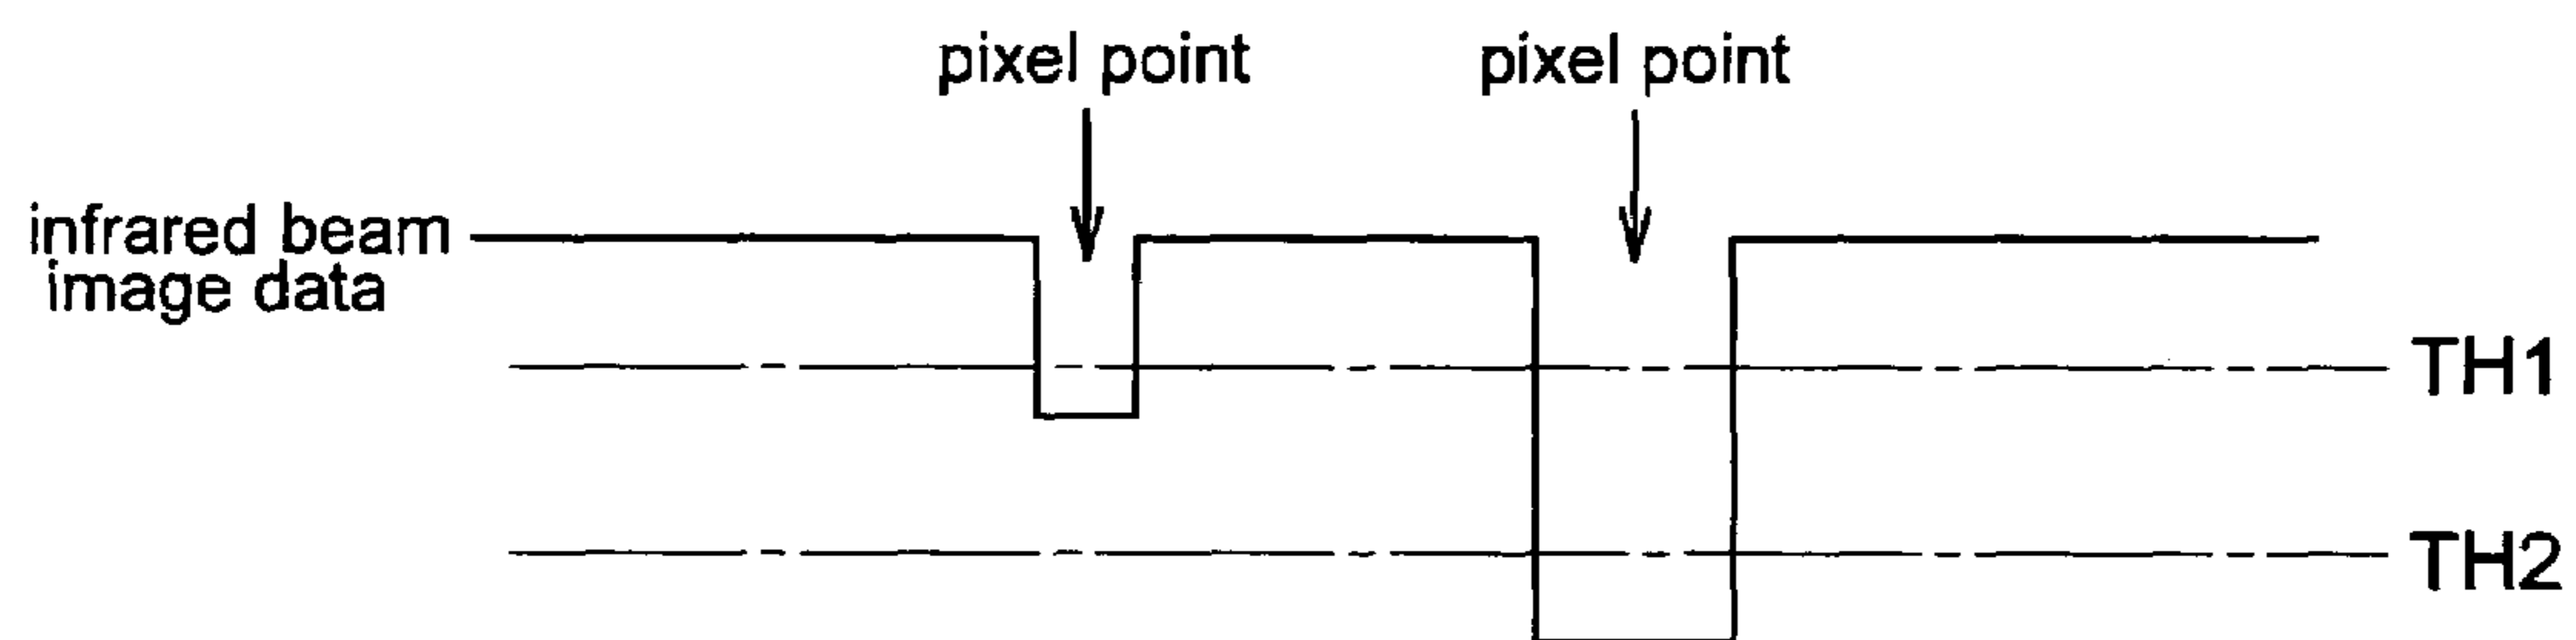 pixel point
pixel point
infrared beam
image data
TH1
TH2